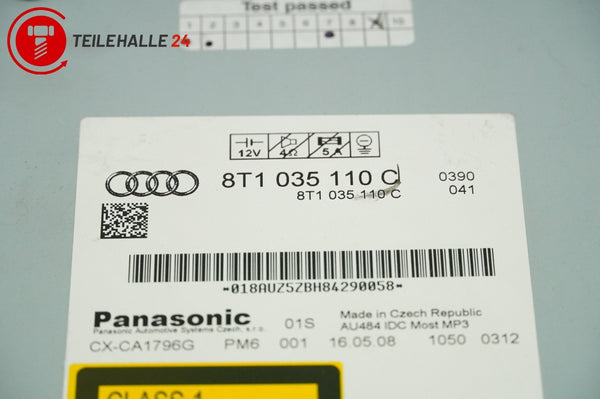 Test passed
1 2 3 4 5 6 7 8 10
TEILEHALLE 24
12V 4Ω 5A
8T1 035 110 C 0390
8T1 035 110 C 041
*018AUZ5ZBH84290058*
Panasonic 01S Made in Czech Republic
Panasonic Automotive Systems Czech, s.r.o. AU484 IDC Most MP3
CX-CA1796G PM6 001 16.05.08 1050 0312
CLASS 1